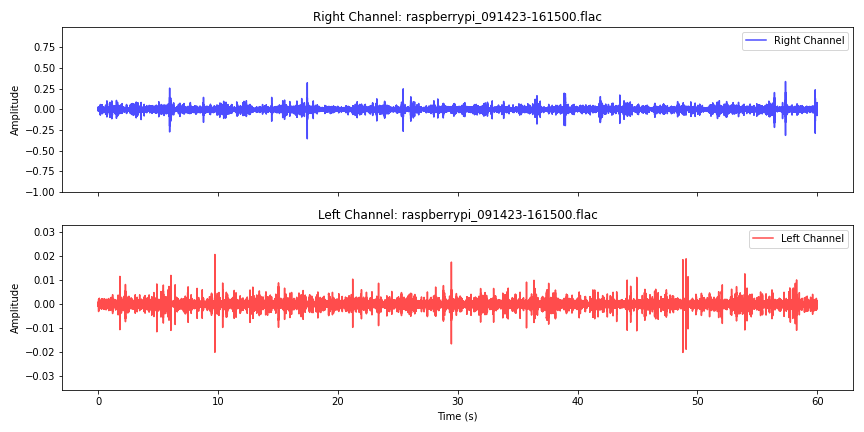 Right Channel: raspberrypi_091423-161500.flac
Right Channel
Amplitude
0.75
0.50
0.25
0.00
−0.25
−0.50
−0.75
−1.00
Left Channel: raspberrypi_091423-161500.flac
Left Channel
Amplitude
0.03
0.02
0.01
0.00
−0.01
−0.02
−0.03
0 10 20 30 40 50 60
Time (s)